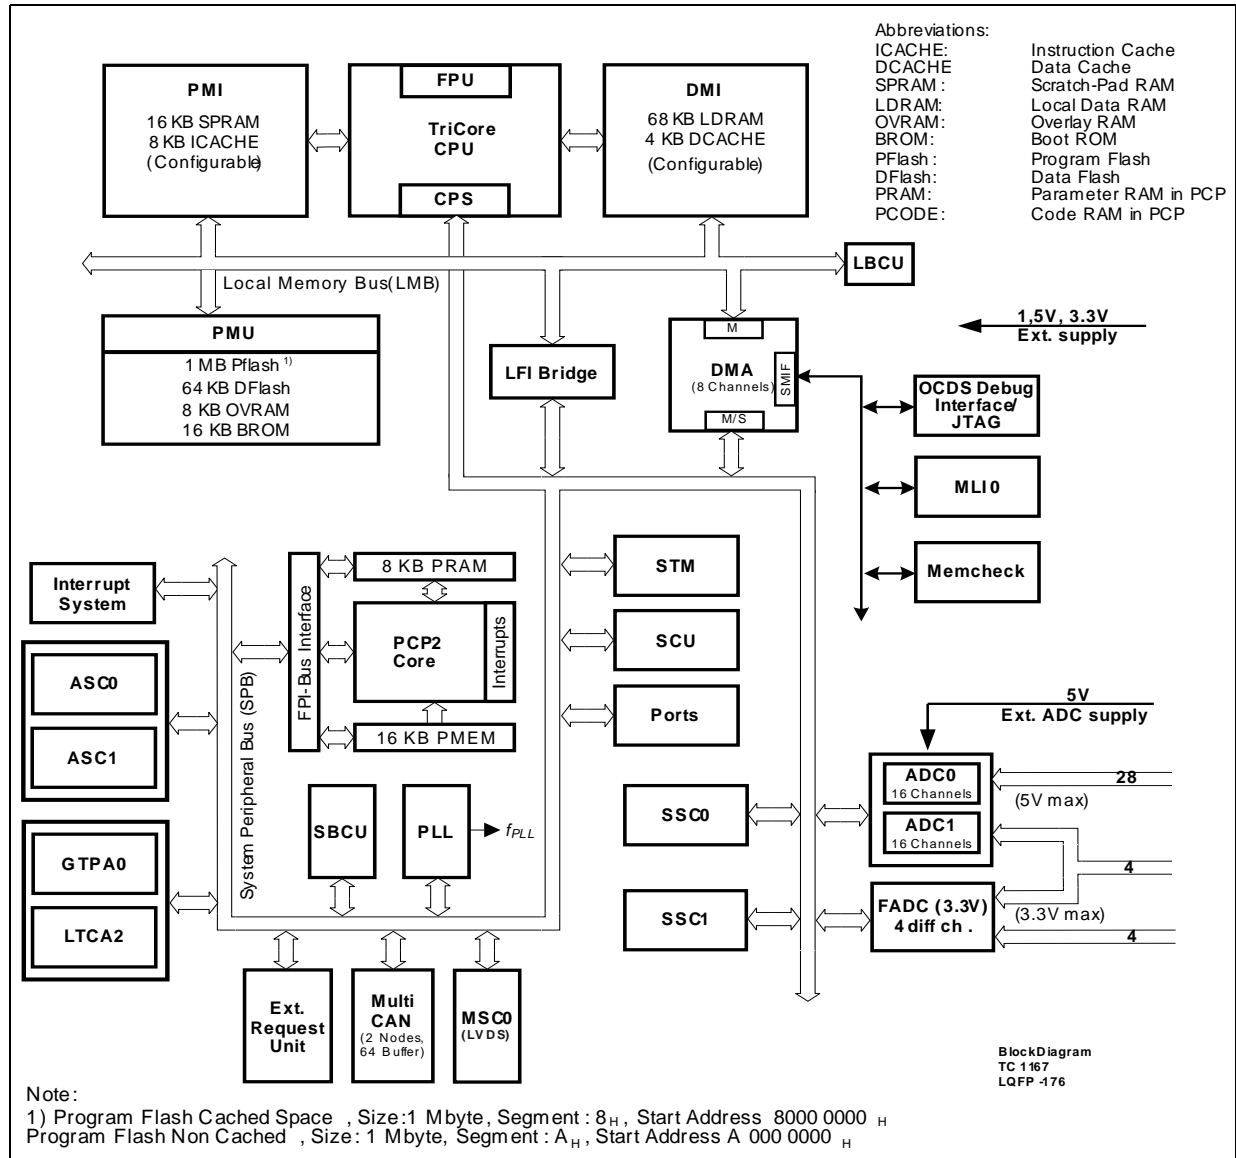 Abbreviations:
ICACHE: Instruction Cache
DCACHE Data Cache
SPRAM : Scratch-Pad RAM
LDRAM: Local Data RAM
OVRAM: Overlay RAM
BROM: Boot ROM
PFlash : Program Flash
DFlash: Data Flash
PRAM: Parameter RAM in PCP
PCODE : Code RAM in PCP
PMI
16 KB SPRAM
8 KB ICACHE
(Configurable)
FPU
TriCore
CPU
CPS
DMI
68 KB LDRAM
4 KB DCACHE
(Configurable)
LBCU
Local Memory Bus(LMB)
1,5V, 3.3V
Ext. supply
PMU
1 MB Pflash 1)
64 KB DFlash
8 KB OVRAM
16 KB BROM
LFI Bridge
M
DMA
(8 Channels)
SMIF
M/S
OCDS Debug
Interface/
JTAG
MLI0
Memcheck
Interrupt
System
FPI-Bus Interface
8 KB PRAM
PCP2
Core
Interrupts
16 KB PMEM
STM
SCU
Ports
ASC0
ASC1
System Peripheral Bus (SPB)
5V
Ext. ADC supply
SBCU
PLL
fPLL
SSC0
SSC1
ADC0
16 Channels
ADC1
16 Channels
28
(5V max)
4
FADC (3.3V)
4 diff ch .
(3.3V max)
4
GTPA0
LTCA2
Ext.
Request
Unit
Multi
CAN
(2 Nodes,
64 Buffer)
MSC0
(LVDS)
BlockDiagram
TC 1167
LQFP -176
Note :
1) Program Flash Cached Space , Size:1 Mbyte, Segment : 8H , Start Address 8000 0000 H
Program Flash Non Cached , Size: 1 Mbyte, Segment : AH , Start Address A 000 0000 H